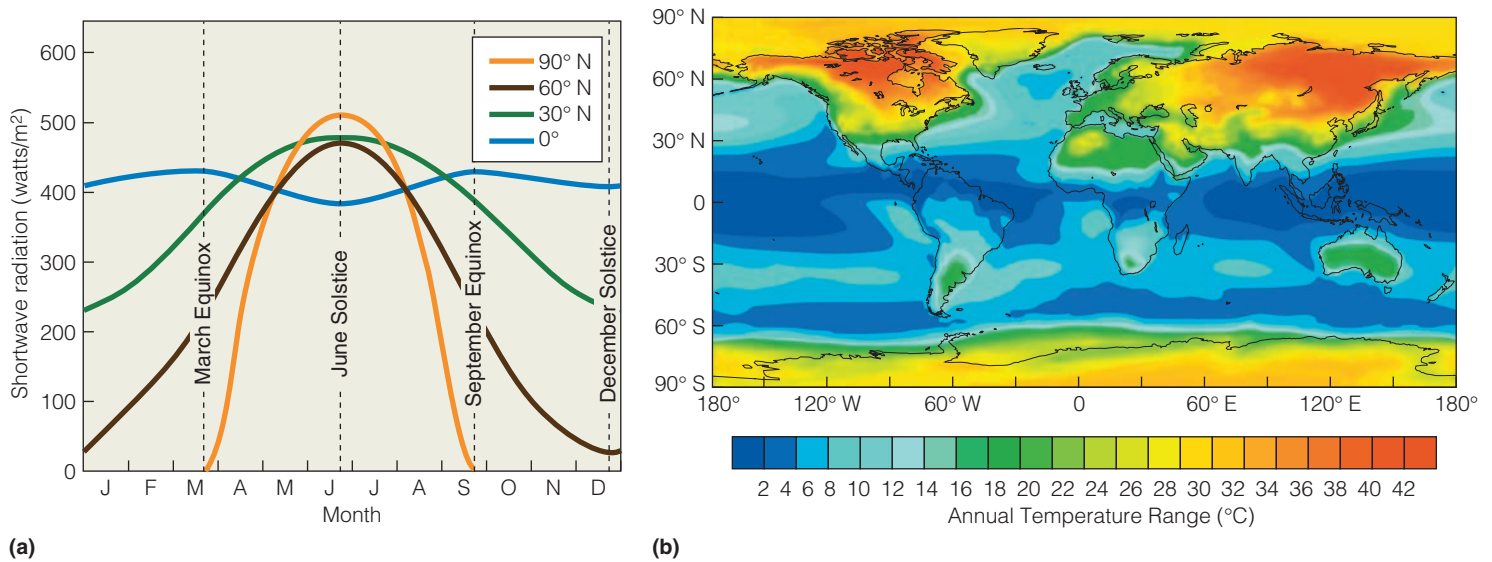 600
500
400
300
200
100
0
Shortwave radiation (watts/m²)
90° N
60° N
30° N
0°
March Equinox
June Solstice
September Equinox
December Solstice
J F M A M J J A S O N D
Month
(a)
90° N
60° N
30° N
0
30° S
60° S
90° S
180° 120° W 60° W 0 60° E 120° E 180°
2 4 6 8 10 12 14 16 18 20 22 24 26 28 30 32 34 36 38 40 42
Annual Temperature Range (°C)
(b)